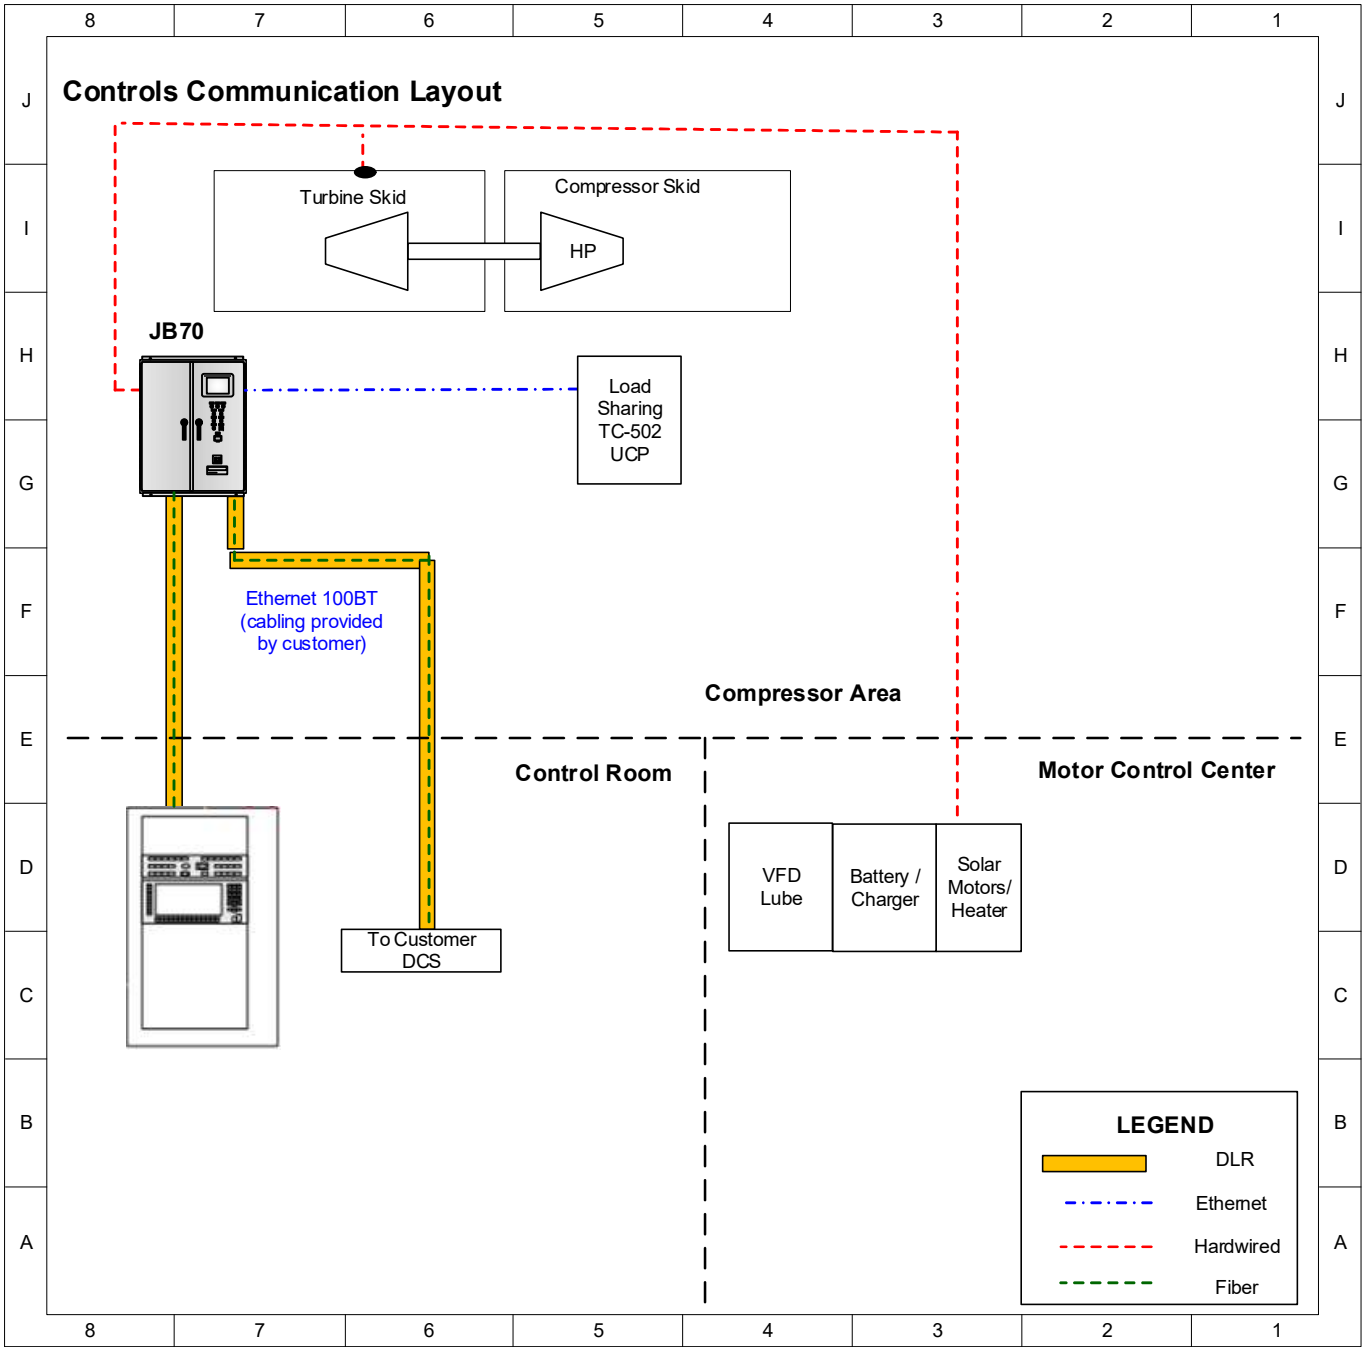 8 7 6 5 4 3 2 1
J
Controls Communication Layout
J
Turbine Skid
Compressor Skid
I
HP
I
JB70
H
H
Load
Sharing
TC-502
UCP
G
G
Ethernet 100BT
(cabling provided
by customer)
F
F
Compressor Area
E
E
Control Room
Motor Control Center
D
VFD
Lube
Battery /
Charger
Solar
Motors/
Heater
D
To Customer
DCS
C
C
B
B
LEGEND
DLR
Ethernet
Hardwired
Fiber
A
A
8 7 6 5 4 3 2 1